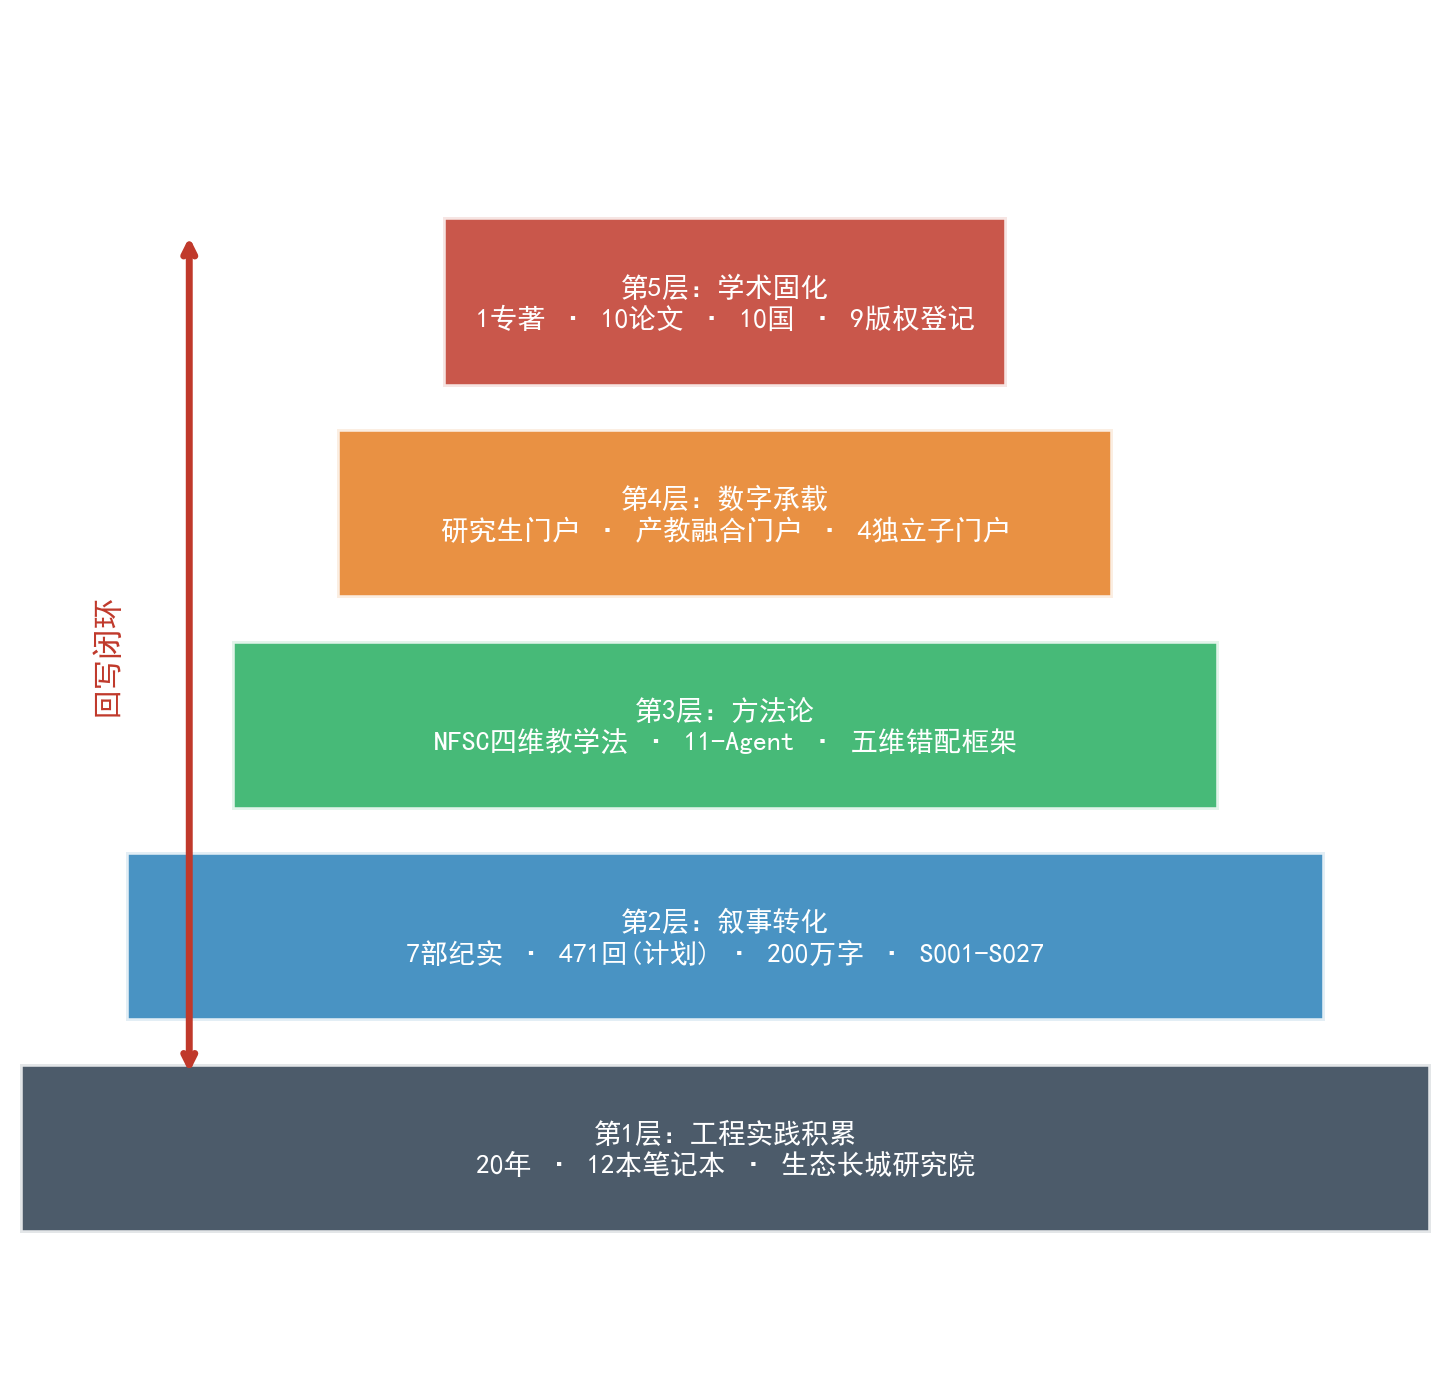 第5层：学术固化
1专著 · 10论文 · 10国 · 9版权登记
第4层：数字承载
研究生门户 · 产教融合门户 · 4独立子门户
回写闭环
第3层：方法论
NFSC四维教学法 · 11-Agent · 五维错配框架
第2层：叙事转化
7部纪实 · 471回(计划) · 200万字 · S001-S027
第1层：工程实践积累
20年 · 12本笔记本 · 生态长城研究院